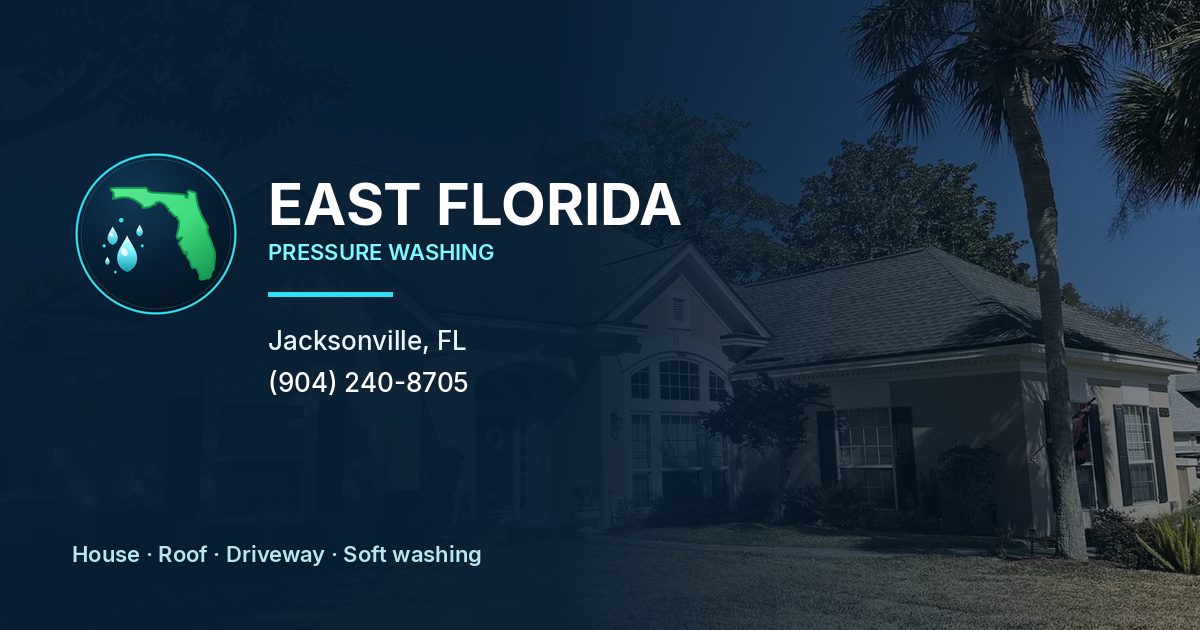 EAST FLORIDA
PRESSURE WASHING
Jacksonville, FL
(904) 240-8705
House · Roof · Driveway · Soft washing